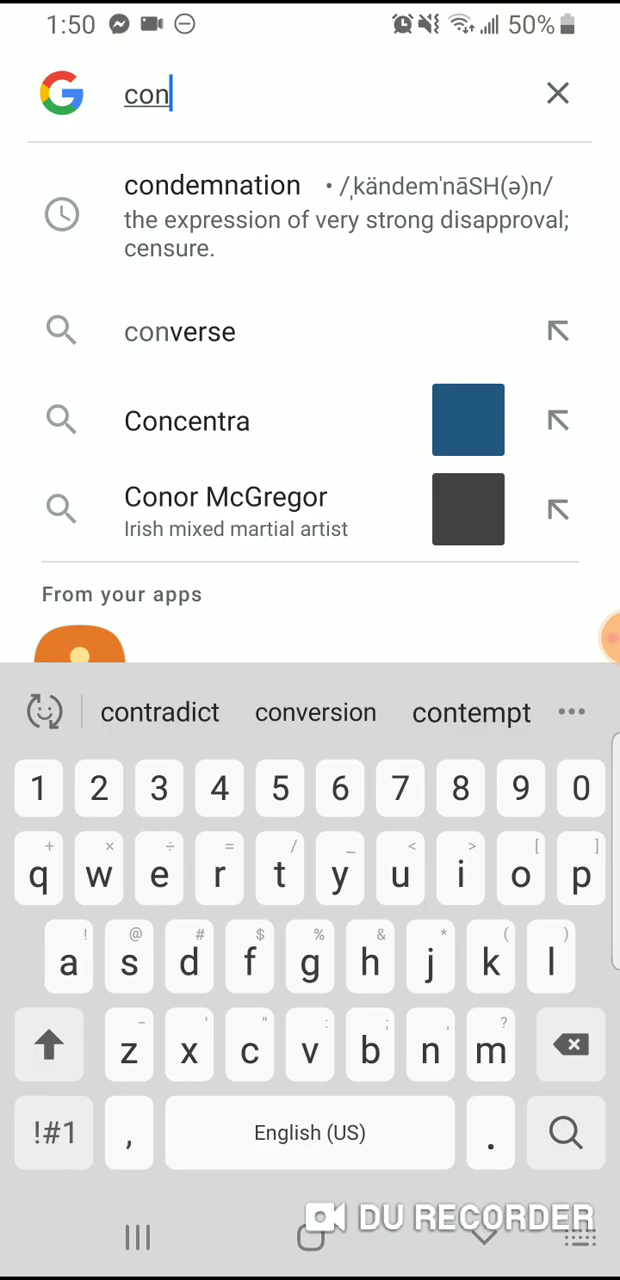 1:50 50%
con
condemnation • /ˌkändemˈnāSH(ə)n/
the expression of very strong disapproval;
censure.
converse
Concentra
Conor McGregor
Irish mixed martial artist
From your apps
contradict conversion contempt •••
1 2 3 4 5 6 7 8 9 0
+ × ÷ = / _ < > [ ]
q w e r t y u i o p
! @ # $ % & * ( )
a s d f g h j k l
- ' " : ; , ?
z x c v b n m
!#1 , English (US) .
DU RECORDER